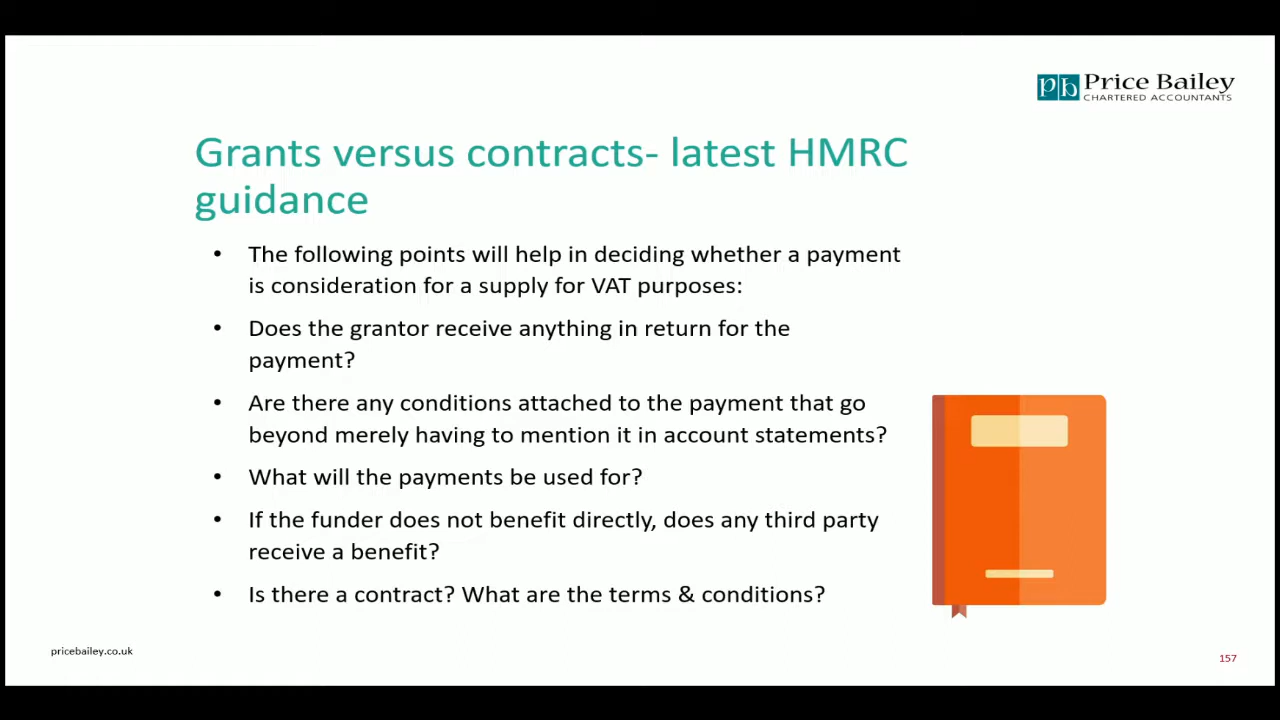 pb Price Bailey
CHARTERED ACCOUNTANTS
Grants versus contracts- latest HMRC
guidance
• The following points will help in deciding whether a payment
is consideration for a supply for VAT purposes:
• Does the grantor receive anything in return for the
payment?
• Are there any conditions attached to the payment that go
beyond merely having to mention it in account statements?
• What will the payments be used for?
• If the funder does not benefit directly, does any third party
receive a benefit?
• Is there a contract? What are the terms & conditions?
pricebailey.co.uk
157